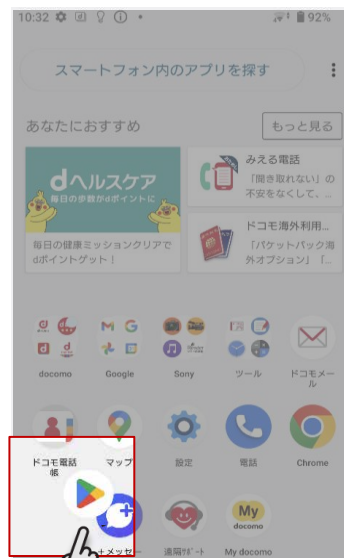 10:32
92%
スマートフォン内のアプリを探す
あなたにおすすめ
もっと見る
dヘルスケア
毎日の歩数がdポイントに
毎日の健康ミッションクリアで
dポイントゲット!
みえる電話
「聞き取れない」の
不安をなくして、…
ドコモ海外利用…
「パケットパック海
外オプション」「…
docomo
Google
Sony
ツール
ドコモメー
ル
ドコモ電話
帳
マップ
設定
電話
Chrome
My
docomo
+メッセー
遠隔サポート
My docomo